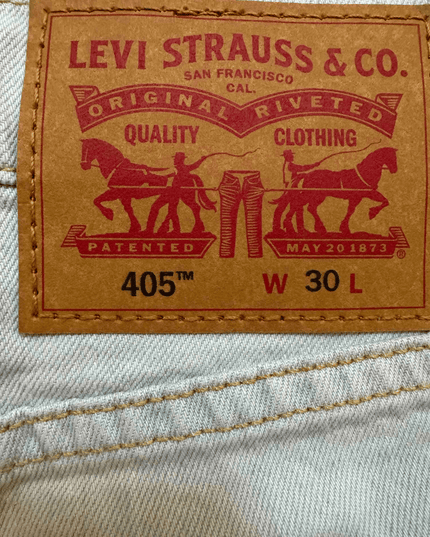 LEVI STRAUSS & CO.
SAN FRANCISCO
CAL.
ORIGINAL RIVETED
QUALITY CLOTHING
PATENTED MAY 20 1873 ®
405™ W 30 L